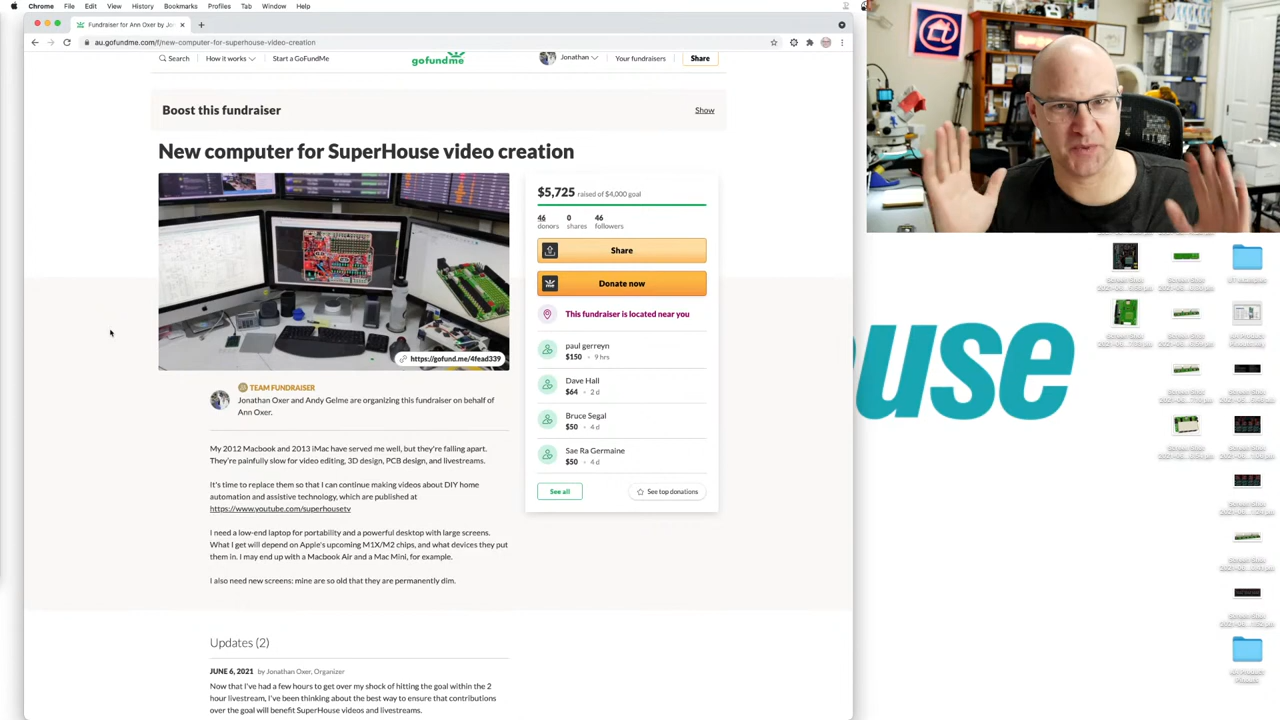 Chrome File Edit View History Bookmarks Profiles Tab Window Help
Fundraiser for Ann Oxer by Jo
au.gofundme.com/f/new-computer-for-superhouse-video-creation
Search How it works Start a GoFundMe gofundme Jonathan Your fundraisers Share
Boost this fundraiser Show
New computer for SuperHouse video creation
$5,725 raised of $4,000 goal
46 0 46
donors shares followers
Share
Donate now
This fundraiser is located near you
paul gerreyn
$150 • 9 hrs
https://gofund.me/4fead339
Dave Hall
$64 • 2 d
TEAM FUNDRAISER
Jonathan Oxer and Andy Gelme are organizing this fundraiser on behalf of
Ann Oxer.
Bruce Segal
$50 • 4 d
Sae Ra Germaine
$50 • 4 d
See all See top donations
My 2012 Macbook and 2013 iMac have served me well, but they're falling apart.
They're painfully slow for video editing, 3D design, PCB design, and livestreams.
It's time to replace them so that I can continue making videos about DIY home
automation and assistive technology, which are published at
https://www.youtube.com/superhousetv
I need a low-end laptop for portability and a powerful desktop with large screens.
What I get will depend on Apple's upcoming M1X/M2 chips, and what devices they put
them in. I may end up with a Macbook Air and a Mac Mini, for example.
I also need new screens: mine are so old that they are permanently dim.
Updates (2)
JUNE 6, 2021 by Jonathan Oxer, Organizer
Now that I've had a few hours to get over my shock of hitting the goal within the 2
hour livestream, I've been thinking about the best way to ensure that contributions
over the goal will benefit SuperHouse videos and livestreams.
use